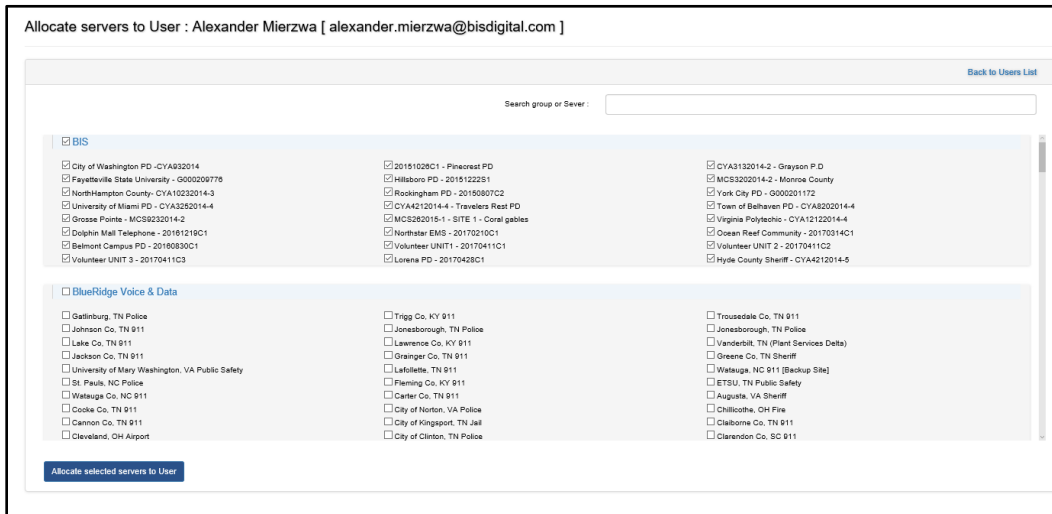 Allocate servers to User : Alexander Mierzwa [ alexander.mierzwa@bisdigital.com ]
Back to Users List
Search group or Sever :
BIS
City of Washington PD -CYA932014
20151026C1 - Pinecrest PD
CYA3132014-2 - Grayson P.D
Fayetteville State University - G000209776
Hillsboro PD - 20151222S1
MCS3202014-2 - Monroe County
NorthHampton County- CYA10232014-3
Rockingham PD - 20150807C2
York City PD - G000201172
University of Miami PD - CYA3252014-4
CYA4212014-4 - Travelers Rest PD
Town of Belhaven PD - CYA8202014-4
Grosse Pointe - MCS9232014-2
MCS262015-1 - SITE 1 - Coral gables
Virginia Polytechic - CYA12122014-4
Dolphin Mall Telephone - 20161219C1
Northstar EMS - 20170210C1
Ocean Reef Community - 20170314C1
Belmont Campus PD - 20160830C1
Volunteer UNIT1 - 20170411C1
Volunteer UNIT 2 - 20170411C2
Volunteer UNIT 3 - 20170411C3
Lorena PD - 20170428C1
Hyde County Sheriff - CYA4212014-5
BlueRidge Voice & Data
Gatlinburg, TN Police
Trigg Co, KY 911
Trousedale Co, TN 911
Johnson Co, TN 911
Jonesborough, TN Police
Jonesborough, TN Police
Lake Co, TN 911
Lawrence Co, KY 911
Vanderbilt, TN (Plant Services Delta)
Jackson Co, TN 911
Grainger Co, TN 911
Greene Co, TN Sheriff
University of Mary Washington, VA Public Safety
Lafollette, TN 911
Watauga, NC 911 [Backup Site]
St. Pauls, NC Police
Fleming Co, KY 911
ETSU, TN Public Safety
Watauga Co, NC 911
Carter Co, TN 911
Augusta, VA Sheriff
Cocke Co, TN 911
City of Norton, VA Police
Chillicothe, OH Fire
Cannon Co, TN 911
City of Kingsport, TN Jail
Claiborne Co, TN 911
Cleveland, OH Airport
City of Clinton, TN Police
Clarendon Co, SC 911
Allocate selected servers to User